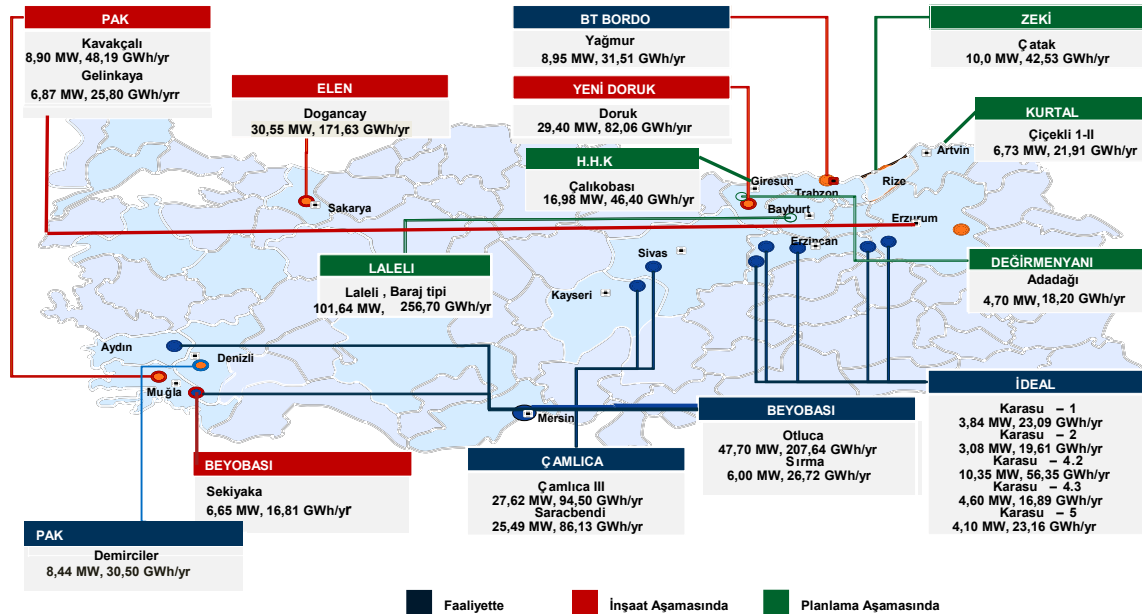 PAK
Kavakçalı
8,90 MW, 48,19 GWh/yr
Gelinkaya
6,87 MW, 25,80 GWh/yrr
ELEN
Dogancay
30,55 MW, 171,63 GWh/yr
BT BORDO
Yağmur
8,95 MW, 31,51 GWh/yr
YENİ DORUK
Doruk
29,40 MW, 82,06 GWh/yır
H.H.K
Çalıkobası
16,98 MW, 46,40 GWh/yr
ZEKİ
Çatak
10,0 MW, 42,53 GWh/yr
KURTAL
Çiçekli 1-II
6,73 MW, 21,91 GWh/yr
Artvin
Rize
Giresun
Trabzon
Bayburt
Erzurum
Erzincan
Sakarya
Sivas
Kayseri
Aydın
Denizli
Muğla
Mersin
LALELI
Laleli , Baraj tipi
101,64 MW, 256,70 GWh/yr
DEĞİRMENYANI
Adadağı
4,70 MW, 18,20 GWh/yr
İDEAL
Karasu – 1
3,84 MW, 23,09 GWh/yr
Karasu – 2
3,08 MW, 19,61 GWh/yr
Karasu – 4.2
10,35 MW, 56,35 GWh/yr
Karasu – 4.3
4,60 MW, 16,89 GWh/yr
Karasu – 5
4,10 MW, 23,16 GWh/yr
BEYOBASI
Otluca
47,70 MW, 207,64 GWh/yr
Sırma
6,00 MW, 26,72 GWh/yr
ÇAMLICA
Çamlıca III
27,62 MW, 94,50 GWh/yr
Saracbendi
25,49 MW, 86,13 GWh/yr
BEYOBASI
Sekiyaka
6,65 MW, 16,81 GWh/yr
PAK
Demirciler
8,44 MW, 30,50 GWh/yr
Faaliyette
İnşaat Aşamasında
Planlama Aşamasında